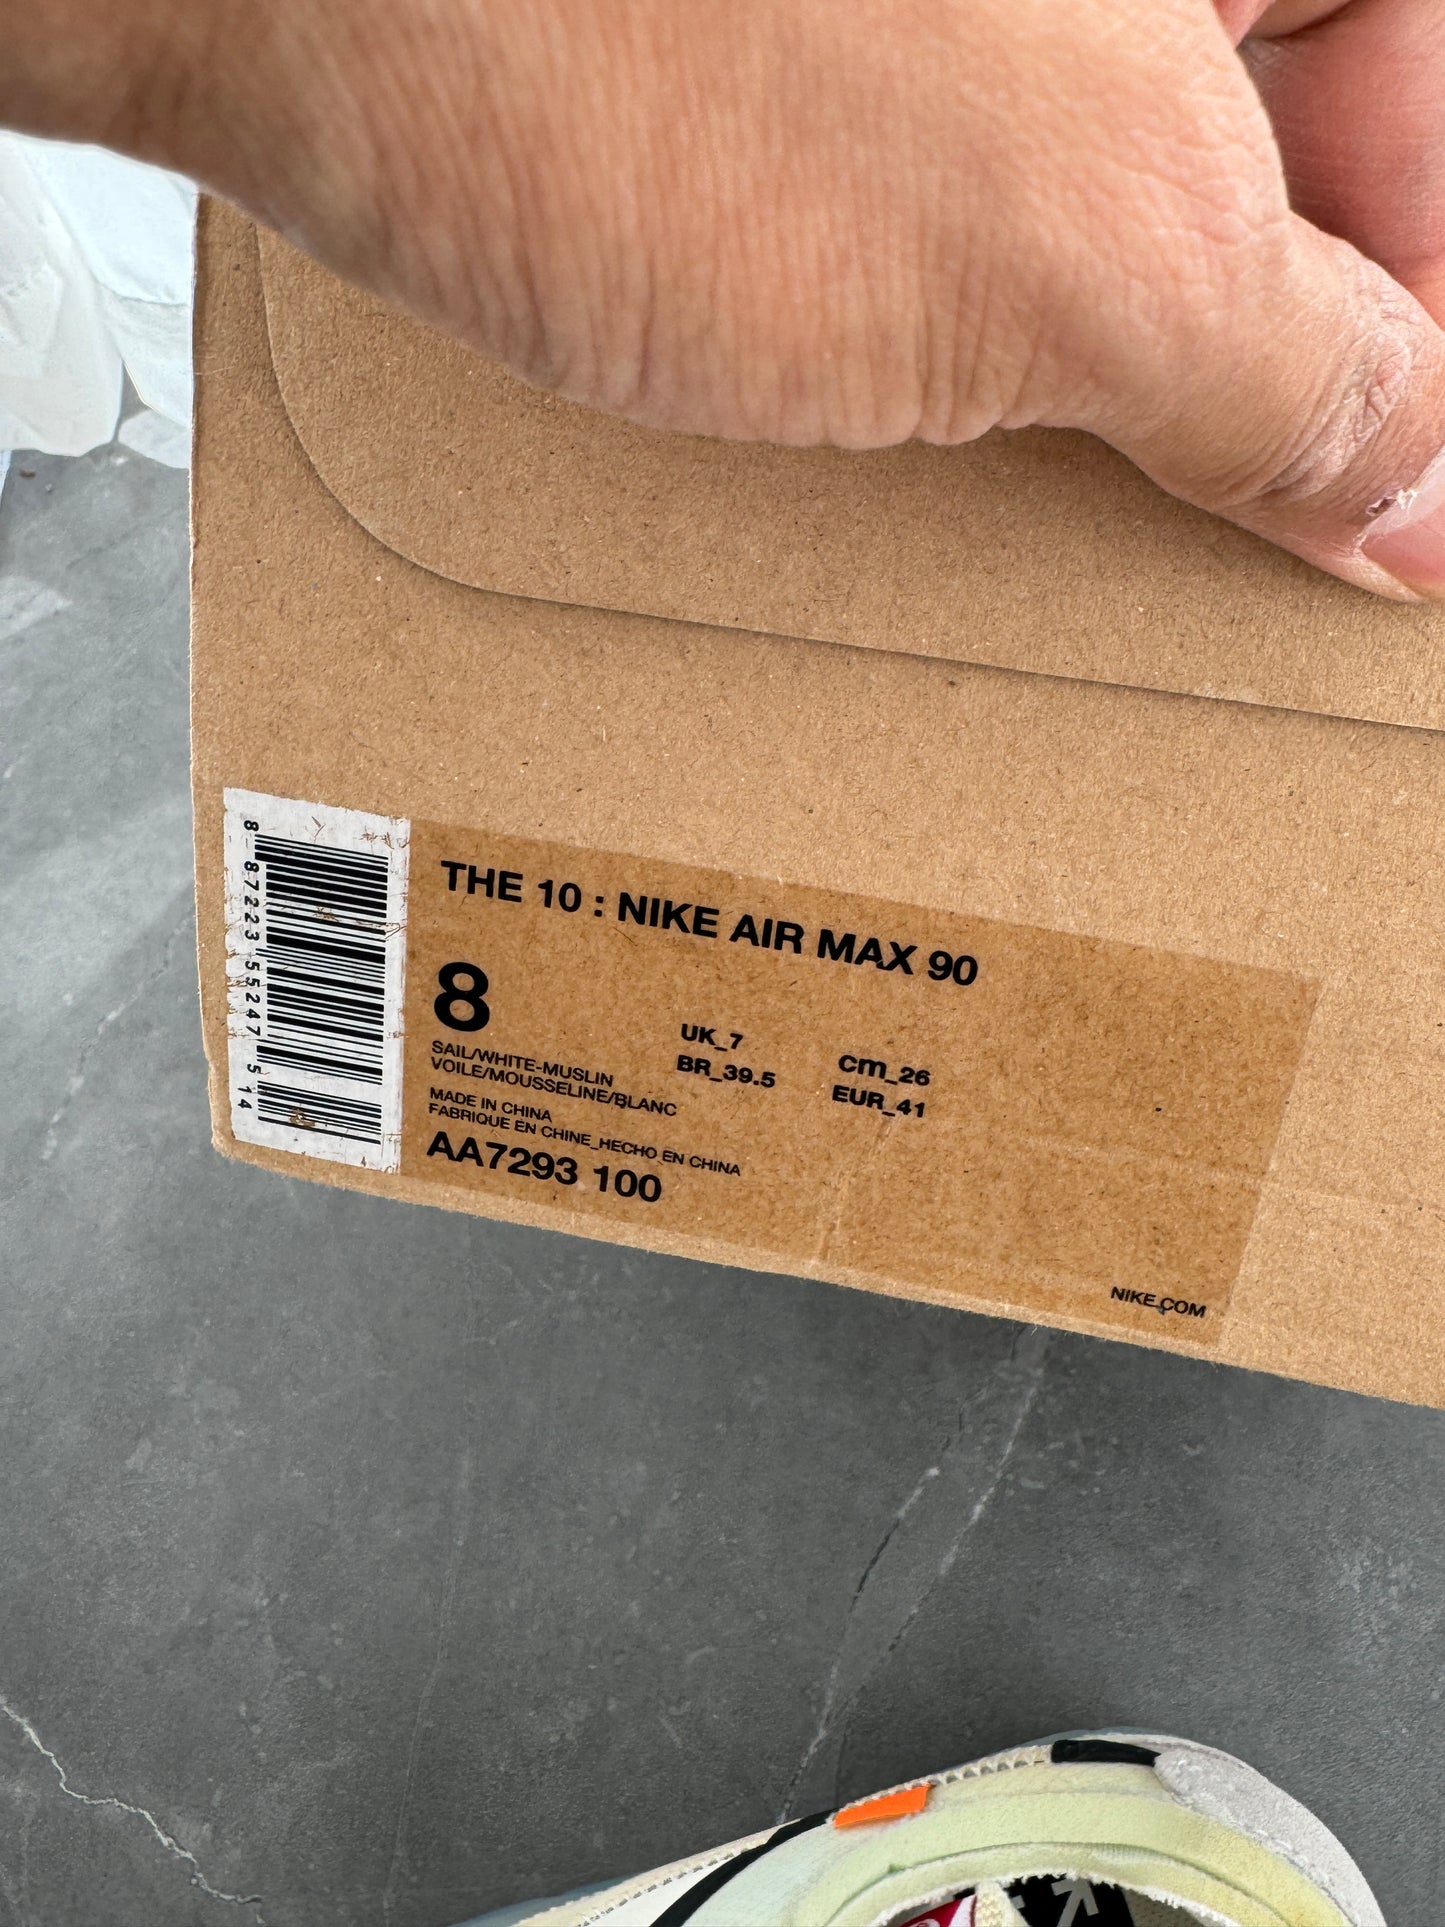 THE 10 : NIKE AIR MAX 90
8
UK_7
BR_39.5
cm_26
EUR_41
SAIL/WHITE-MUSLIN
VOILE/MOUSSELINE/BLANC
MADE IN CHINA
FABRIQUE EN CHINE_HECHO EN CHINA
AA7293 100
NIKE.COM
8 87223 55247 5 14